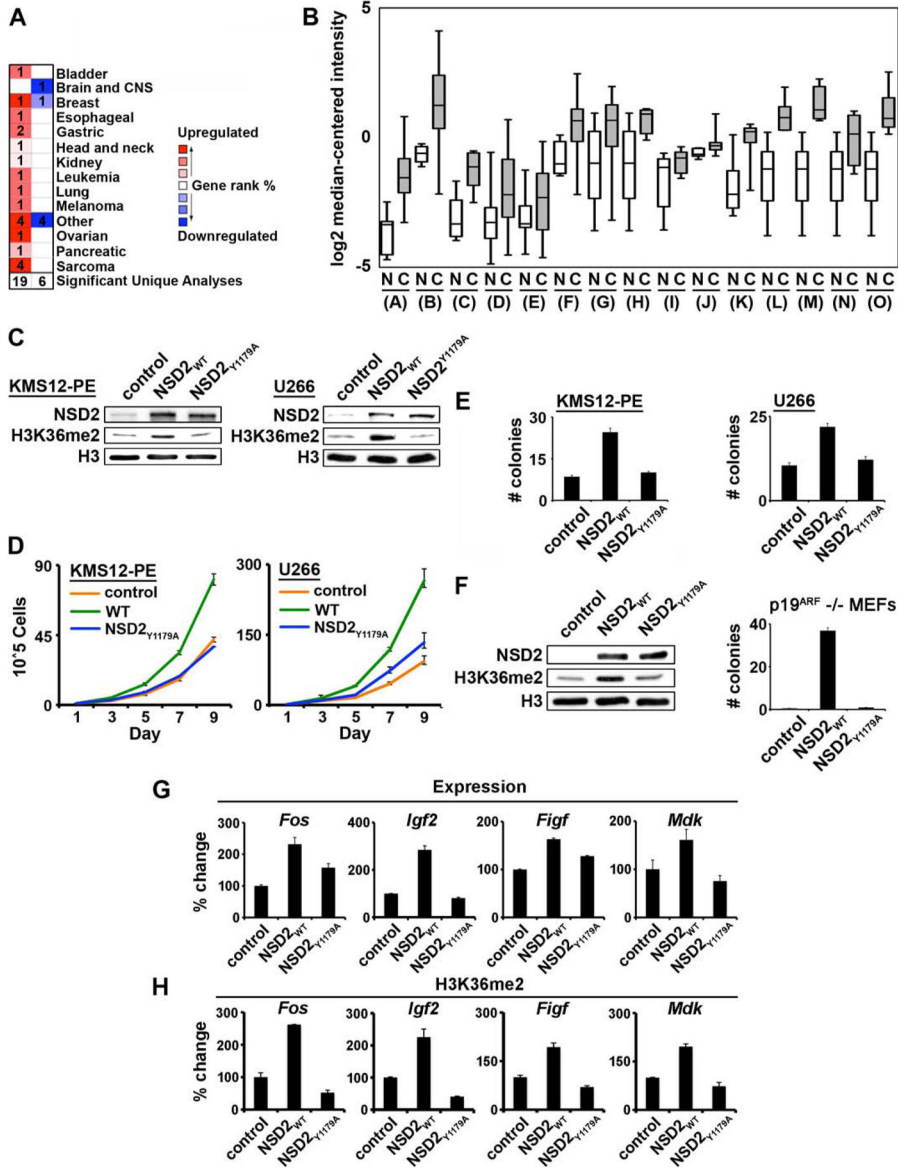 A
1 Bladder
1 Brain and CNS
1 1 Breast
1 Esophageal
2 Gastric
1 Head and neck
1 Kidney
1 Leukemia
1 Lung
1 Melanoma
4 4 Other
1 Ovarian
1 Pancreatic
4 Sarcoma
19 6 Significant Unique Analyses
Upregulated
Gene rank %
Downregulated
B
log2 median-centered intensity
5
0
-5
N C N C N C N C N C N C N C N C N C N C N C N C N C N C N C
(A) (B) (C) (D) (E) (F) (G) (H) (I) (J) (K) (L) (M) (N) (O)
C
KMS12-PE
control NSD2WT NSD2Y1179A
NSD2
H3K36me2
H3
U266
control NSD2WT NSD2Y1179A
NSD2
H3K36me2
H3
D
10^5 Cells
KMS12-PE
control
WT
NSD2Y1179A
90
45
0
1 3 5 7 9
Day
U266
300
150
0
1 3 5 7 9
Day
E
KMS12-PE
# colonies
30
15
0
control NSD2WT NSD2Y1179A
U266
# colonies
25
0
control NSD2WT NSD2Y1179A
F
control NSD2WT NSD2Y1179A
NSD2
H3K36me2
H3
p19ARF -/- MEFs
# colonies
40
20
0
control NSD2WT NSD2Y1179A
G
Expression
% change
Fos
300
200
100
0
control NSD2WT NSD2Y1179A
Igf2
400
200
0
control NSD2WT NSD2Y1179A
Figf
200
100
0
control NSD2WT NSD2Y1179A
Mdk
200
150
100
50
0
control NSD2WT NSD2Y1179A
H
H3K36me2
% change
Fos
300
200
100
0
control NSD2WT NSD2Y1179A
Igf2
300
200
100
0
control NSD2WT NSD2Y1179A
Figf
300
150
0
control NSD2WT NSD2Y1179A
Mdk
300
150
0
control NSD2WT NSD2Y1179A